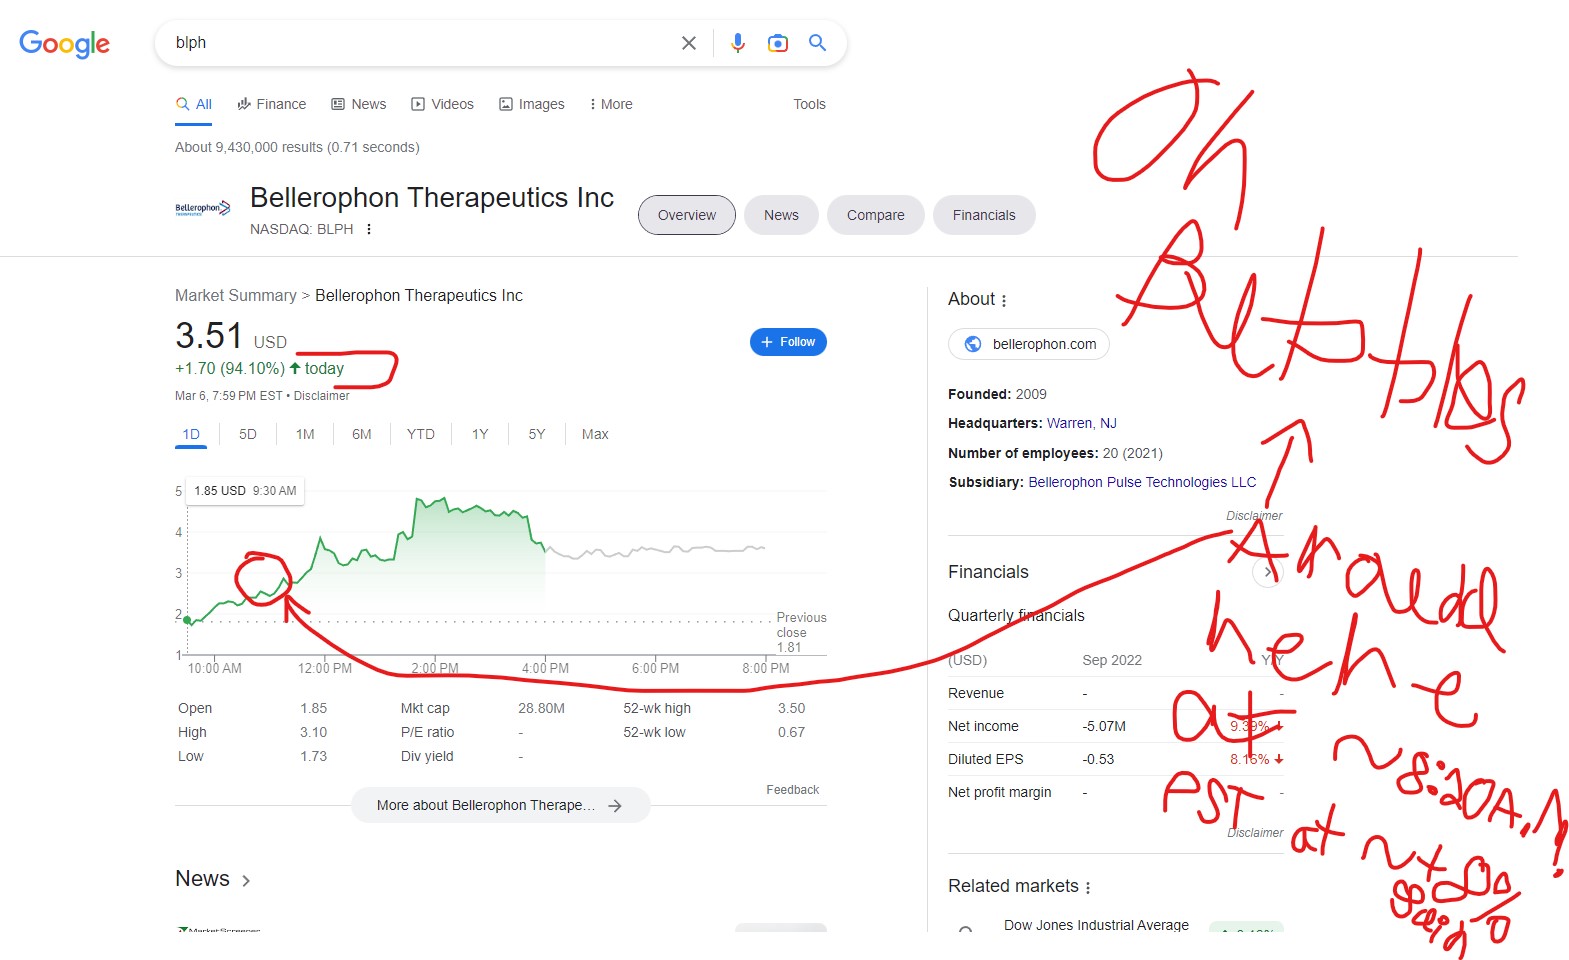 Google
blph
All Finance News Videos Images More Tools
About 9,430,000 results (0.71 seconds)
Oh
Bellerophon
THERAPEUTICS
Bellerophon Therapeutics Inc
NASDAQ: BLPH
Overview News Compare Financials
Market Summary > Bellerophon Therapeutics Inc
3.51 USD
+ Follow
+1.70 (94.10%) today
Mar 6, 7:59 PM EST • Disclaimer
1D 5D 1M 6M YTD 1Y 5Y Max
1.85 USD 9:30 AM
5
4
3
2
1
Previous
close
1.81
10:00 AM 12:00 PM 2:00 PM 4:00 PM 6:00 PM 8:00 PM
Open 1.85 Mkt cap 28.80M 52-wk high 3.50
High 3.10 P/E ratio - 52-wk low 0.67
Low 1.73 Div yield -
Feedback
More about Bellerophon Therape...
News
MarketScreener
About
bellerophon.com
Founded: 2009
Headquarters: Warren, NJ
Number of employees: 20 (2021)
Subsidiary: Bellerophon Pulse Technologies LLC
Disclaimer
Financials
Quarterly financials
(USD) Sep 2022 Y/Y
Revenue - -
Net income -5.07M 9.39%
Diluted EPS -0.53 8.16%
Net profit margin - -
Disclaimer
Related markets
Dow Jones Industrial Average
here
at
~8:20 A.M
PST
at ~+80%